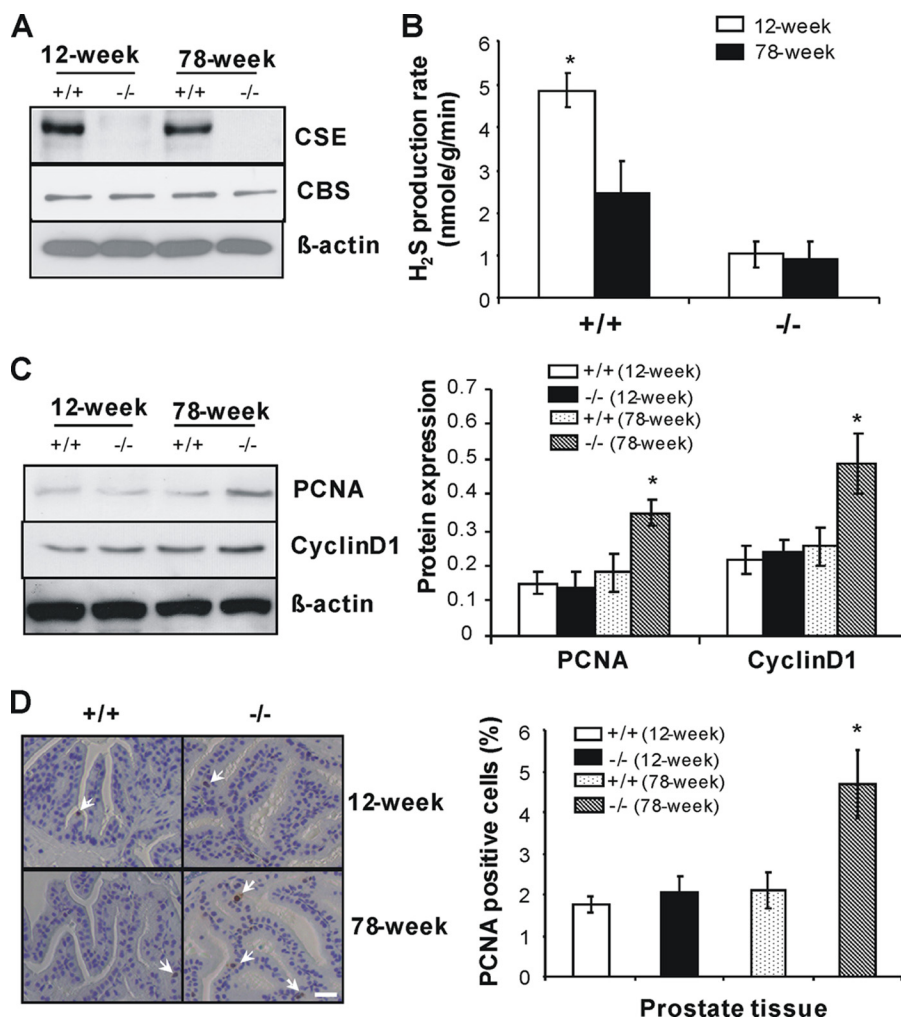 A
12-week 78-week
+/+ -/- +/+ -/-
CSE
CBS
ß-actin
B
12-week
78-week
H₂S production rate
(nmole/g/min)
6
5
4
3
2
1
0
*
+/+ -/-
C
12-week 78-week
+/+ -/- +/+ -/-
PCNA
CyclinD1
ß-actin
+/+ (12-week)
-/- (12-week)
+/+ (78-week)
-/- (78-week)
Protein expression
0.7
0.6
0.5
0.4
0.3
0.2
0.1
0
* *
PCNA CyclinD1
D
+/+ -/-
12-week
78-week
+/+ (12-week)
-/- (12-week)
+/+ (78-week)
-/- (78-week)
PCNA positive cells (%)
6
5
4
3
2
1
0
*
Prostate tissue